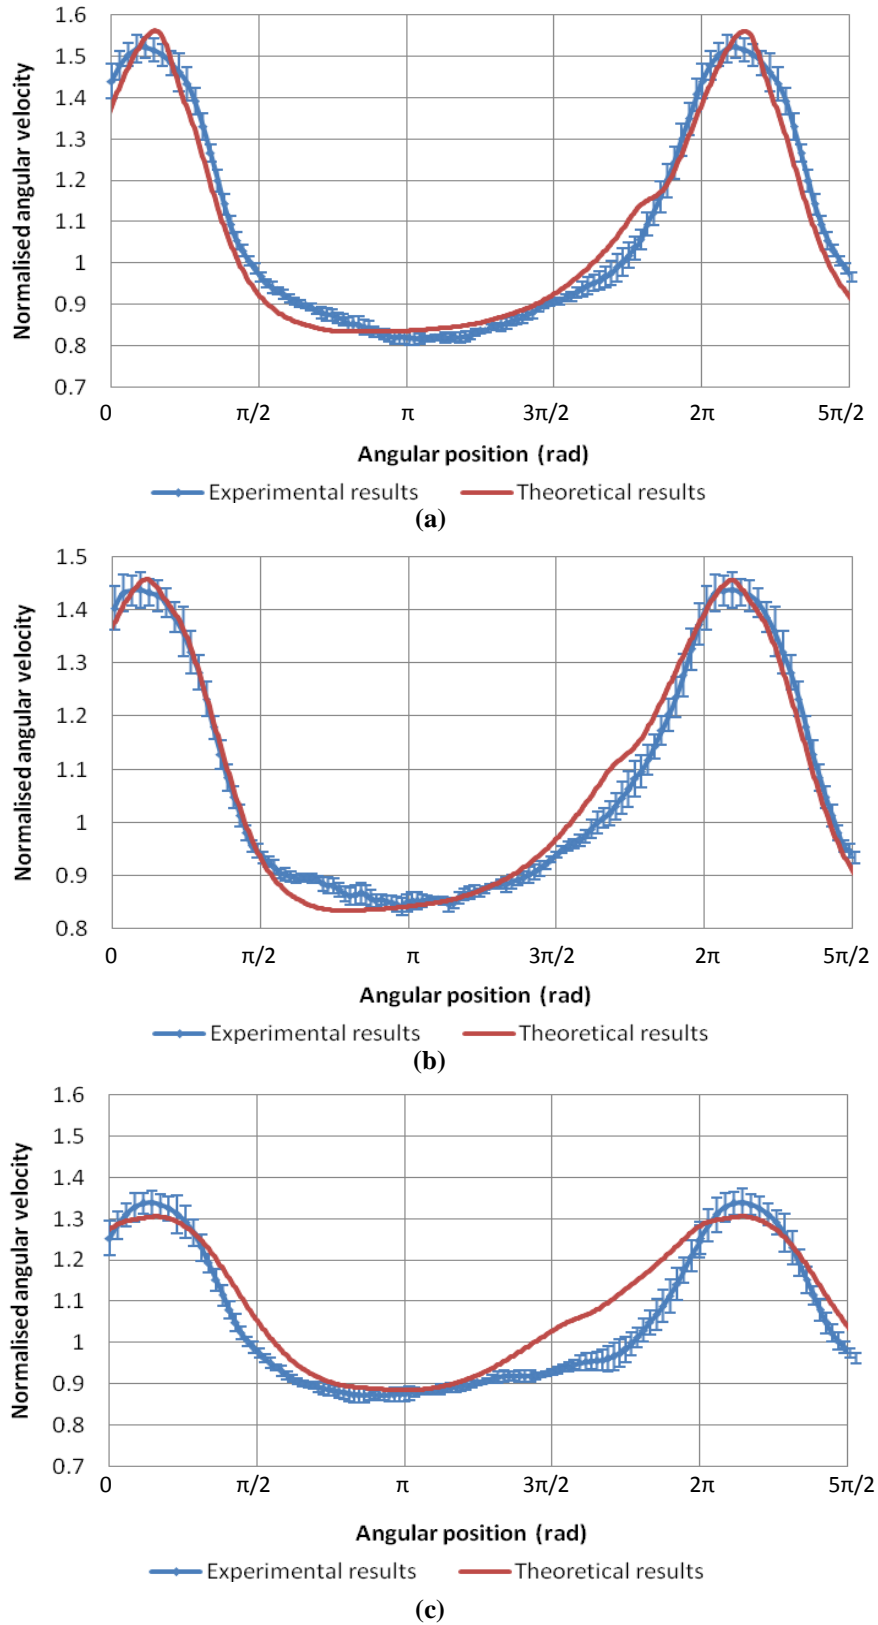 1.6
1.5
1.4
1.3
1.2
1.1
1
0.9
0.8
0.7
Normalised angular velocity
0 π/2 π 3π/2 2π 5π/2
Angular position (rad)
Experimental results Theoretical results
(a)
1.5
1.4
1.3
1.2
1.1
1
0.9
0.8
Normalised angular velocity
0 π/2 π 3π/2 2π 5π/2
Angular position (rad)
Experimental results Theoretical results
(b)
1.6
1.5
1.4
1.3
1.2
1.1
1
0.9
0.8
0.7
Normalised angular velocity
0 π/2 π 3π/2 2π 5π/2
Angular position (rad)
Experimental results Theoretical results
(c)